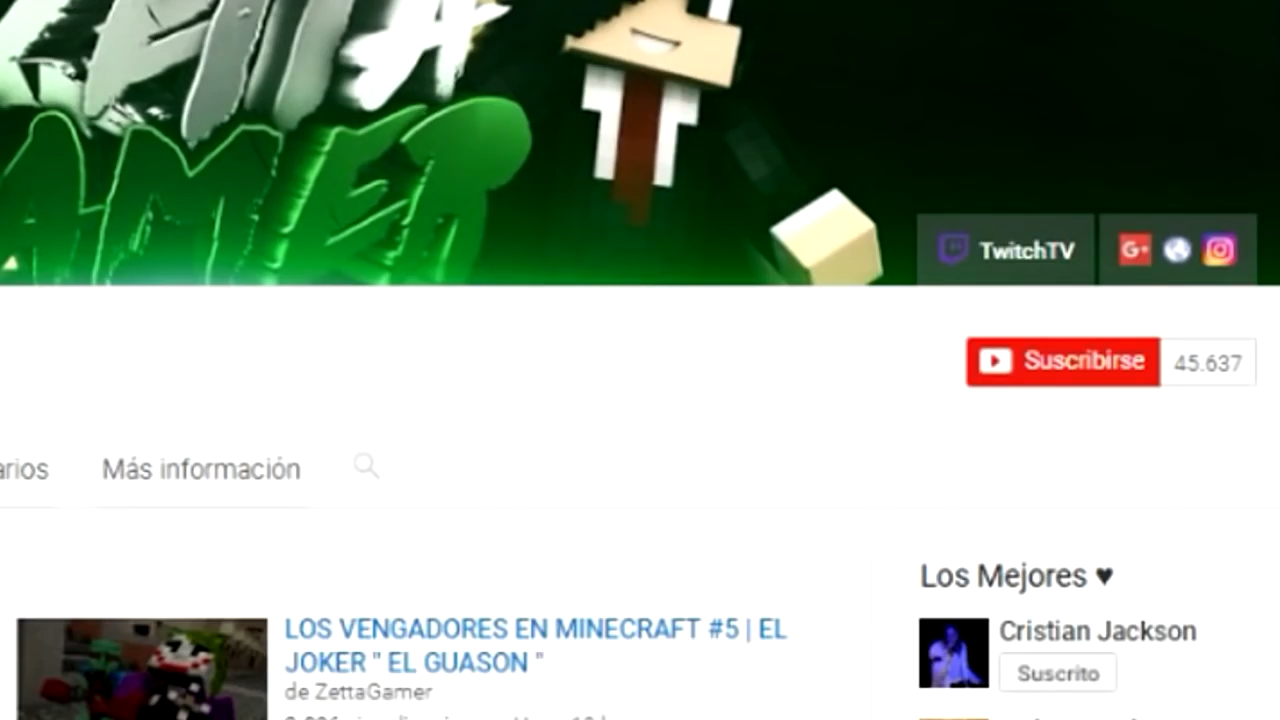 TwitchTV
G+
Suscribirse 45.637
arios Más información
Los Mejores ♥
LOS VENGADORES EN MINECRAFT #5 | EL
JOKER " EL GUASON "
de ZettaGamer
Cristian Jackson
Suscrito